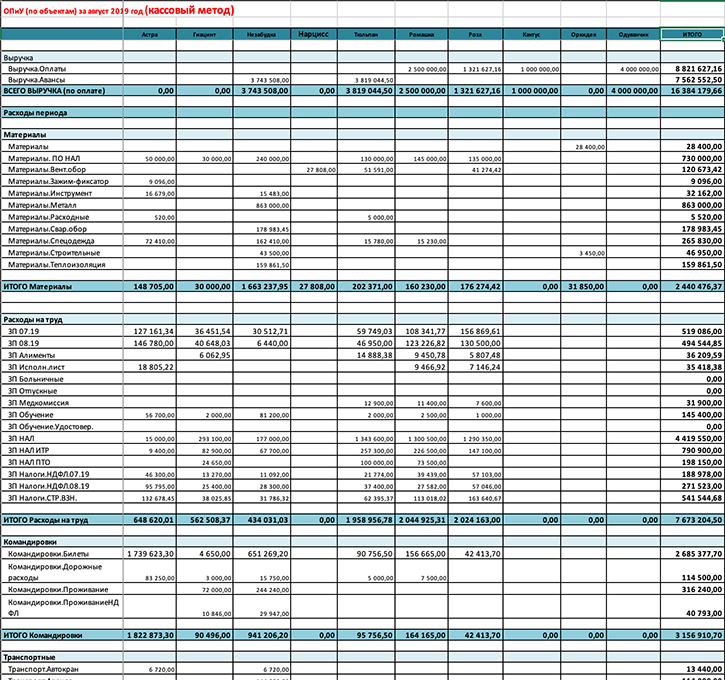 ОПиУ (по объектам) за август 2019 год (кассовый метод)
Астра Гиацинт Незабудка Нарцисс Тюльпан Ромашка Роза Кактус Орхидея Одуванчик ИТОГО
Выручка
Выручка.Оплаты 2 500 000,00 1 321 627,16 1 000 000,00 4 000 000,00 8 821 627,16
Выручка.Авансы 3 743 508,00 3 819 044,50 7 562 552,50
ВСЕГО ВЫРУЧКА (по оплате) 0,00 0,00 3 743 508,00 0,00 3 819 044,50 2 500 000,00 1 321 627,16 1 000 000,00 0,00 4 000 000,00 16 384 179,66
Расходы периода
Материалы
Материалы 28 400,00 28 400,00
Материалы. ПО НАЛ 50 000,00 30 000,00 240 000,00 130 000,00 145 000,00 135 000,00 730 000,00
Материалы.Вент.обор 27 808,00 51 591,00 41 274,42 120 673,42
Материалы.Зажим-фиксатор 9 096,00 9 096,00
Материалы.Инструмент 16 679,00 15 483,00 32 162,00
Материалы.Металл 863 000,00 863 000,00
Материалы.Расходные 520,00 5 000,00 5 520,00
Материалы.Свар.обор 178 983,45 178 983,45
Материалы.Спецодежда 72 410,00 162 410,00 15 780,00 15 230,00 265 830,00
Материалы.Строительные 43 500,00 3 450,00 46 950,00
Материалы.Теплоизоляция 159 861,50 159 861,50
ИТОГО Материалы 148 705,00 30 000,00 1 663 237,95 27 808,00 202 371,00 160 230,00 176 274,42 0,00 31 850,00 0,00 2 440 476,37
Расходы на труд
ЗП 07.19 127 161,34 36 451,54 30 512,71 59 749,03 108 341,77 156 869,61 519 086,00
ЗП 08.19 146 780,00 40 648,03 6 440,00 46 950,00 123 226,82 130 500,00 494 544,85
ЗП Алименты 6 062,95 14 888,38 9 450,78 5 807,48 36 209,59
ЗП Исполн.лист 18 805,22 9 466,92 7 146,24 35 418,38
ЗП Больничные 0,00
ЗП Отпускные 0,00
ЗП Медкомиссия 12 900,00 11 400,00 7 600,00 31 900,00
ЗП Обучение 56 700,00 2 000,00 81 200,00 2 000,00 2 500,00 1 000,00 145 400,00
ЗП Обучение.Удостовер. 0,00
ЗП НАЛ 15 000,00 293 100,00 177 000,00 1 343 600,00 1 300 500,00 1 290 350,00 4 419 550,00
ЗП НАЛ ИТР 9 400,00 82 900,00 67 700,00 257 300,00 226 500,00 147 100,00 790 900,00
ЗП НАЛ ПТО 24 650,00 100 000,00 73 500,00 198 150,00
ЗП Налоги.НДФЛ.07.19 46 300,00 13 270,00 11 092,00 21 774,00 39 439,00 57 103,00 188 978,00
ЗП Налоги.НДФЛ.08.19 95 795,00 25 400,00 28 300,00 37 400,00 27 582,00 57 046,00 271 523,00
ЗП Налоги.СТР.ВЗН. 132 678,45 38 025,85 31 786,32 62 395,37 113 018,02 163 640,67 541 544,68
ИТОГО Расходы на труд 648 620,01 562 508,37 434 031,03 0,00 1 958 956,78 2 044 925,31 2 024 163,00 0,00 0,00 0,00 7 673 204,50
Командировки
Командировки.Билеты 1 739 623,30 4 650,00 651 269,20 90 756,50 156 665,00 42 413,70 2 685 377,70
Командировки.Дорожные
расходы 83 250,00 3 000,00 15 750,00 5 000,00 7 500,00 114 500,00
Командировки.Проживание 72 000,00 244 240,00 316 240,00
Командировки.ПроживаниеНД
ФЛ 10 846,00 29 947,00 40 793,00
ИТОГО Командировки 1 822 873,30 90 496,00 941 206,20 0,00 95 756,50 164 165,00 42 413,70 0,00 0,00 0,00 3 156 910,70
Транспортные
Транспорт.Автокран 6 720,00 6 720,00 13 440,00